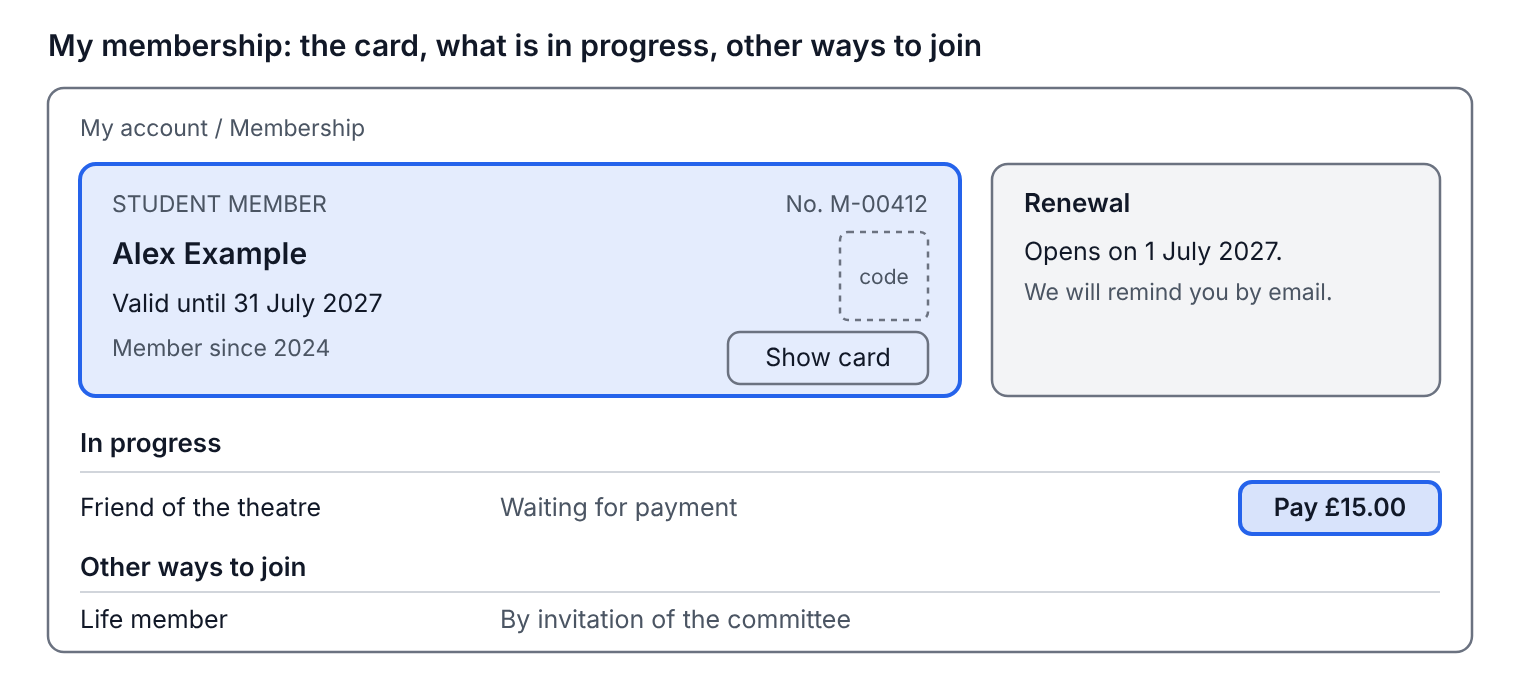 My membership: the card, what is in progress, other ways to join
My account / Membership
STUDENT MEMBER
No. M-00412
Alex Example
code
Valid until 31 July 2027
Member since 2024
Show card
Renewal
Opens on 1 July 2027.
We will remind you by email.
In progress
Friend of the theatre
Waiting for payment
Pay £15.00
Other ways to join
Life member
By invitation of the committee